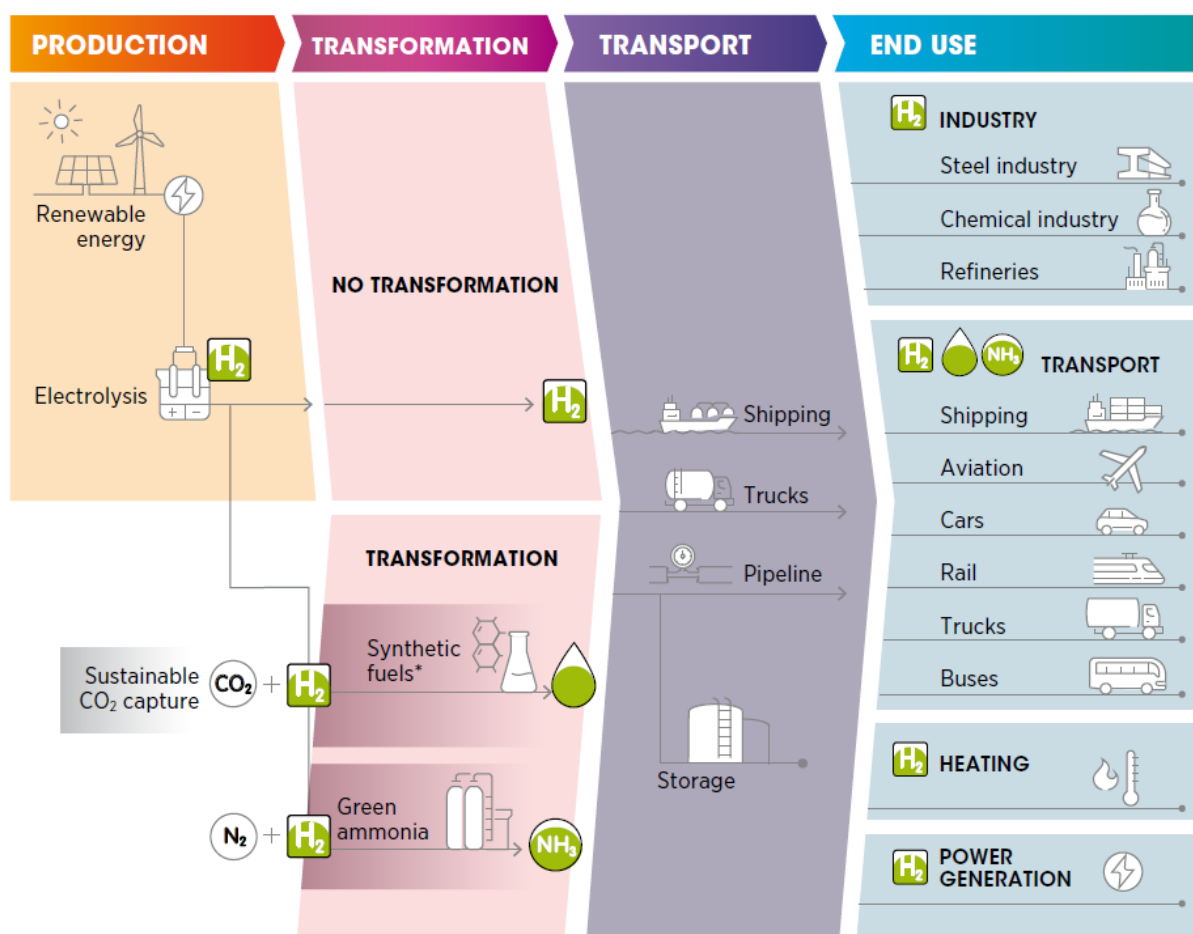 PRODUCTION
TRANSFORMATION
TRANSPORT
END USE
Renewable
energy
Electrolysis
+ −
H₂
NO TRANSFORMATION
H₂
TRANSFORMATION
Sustainable
CO₂ capture
CO₂ + H₂
Synthetic
fuels*
N₂ + H₂
Green
ammonia
NH₃
Shipping
Trucks
Pipeline
Storage
H₂ INDUSTRY
Steel industry
Chemical industry
Refineries
H₂ NH₃ TRANSPORT
Shipping
Aviation
Cars
Rail
Trucks
Buses
H₂ HEATING
H₂ POWER
GENERATION